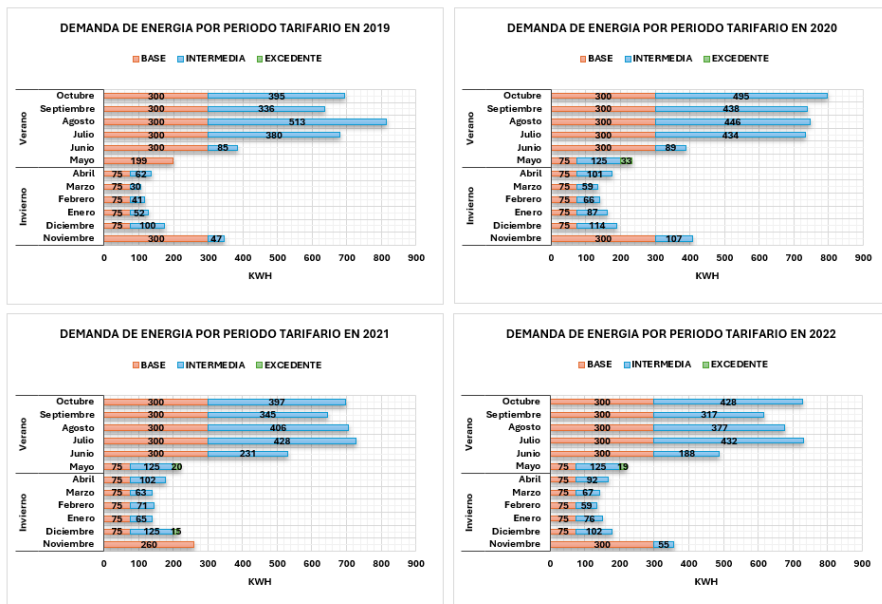 DEMANDA DE ENERGIA POR PERIODO TARIFARIO EN 2019
BASE INTERMEDIA EXCEDENTE
Verano
Octubre 300 395
Septiembre 300 336
Agosto 300 513
Julio 300 380
Junio 300 85
Mayo 199
Invierno
Abril 75 62
Marzo 75 30
Febrero 75 41
Enero 75 52
Diciembre 75 100
Noviembre 300 47
0 100 200 300 400 500 600 700 800 900
KWH
DEMANDA DE ENERGIA POR PERIODO TARIFARIO EN 2020
BASE INTERMEDIA EXCEDENTE
Verano
Octubre 300 495
Septiembre 300 438
Agosto 300 446
Julio 300 434
Junio 300 89
Mayo 75 125 33
Invierno
Abril 75 101
Marzo 75 59
Febrero 75 66
Enero 75 87
Diciembre 75 114
Noviembre 300 107
0 100 200 300 400 500 600 700 800 900
KWH
DEMANDA DE ENERGIA POR PERIODO TARIFARIO EN 2021
BASE INTERMEDIA EXCEDENTE
Verano
Octubre 300 397
Septiembre 300 345
Agosto 300 406
Julio 300 428
Junio 300 231
Mayo 75 125 20
Invierno
Abril 75 102
Marzo 75 63
Febrero 75 71
Enero 75 65
Diciembre 75 125 15
Noviembre 260
0 100 200 300 400 500 600 700 800 900
KWH
DEMANDA DE ENERGIA POR PERIODO TARIFARIO EN 2022
BASE INTERMEDIA EXCEDENTE
Verano
Octubre 300 428
Septiembre 300 317
Agosto 300 377
Julio 300 432
Junio 300 188
Mayo 75 125 19
Invierno
Abril 75 92
Marzo 75 67
Febrero 75 59
Enero 75 76
Diciembre 75 102
Noviembre 300 55
0 100 200 300 400 500 600 700 800 900
KWH